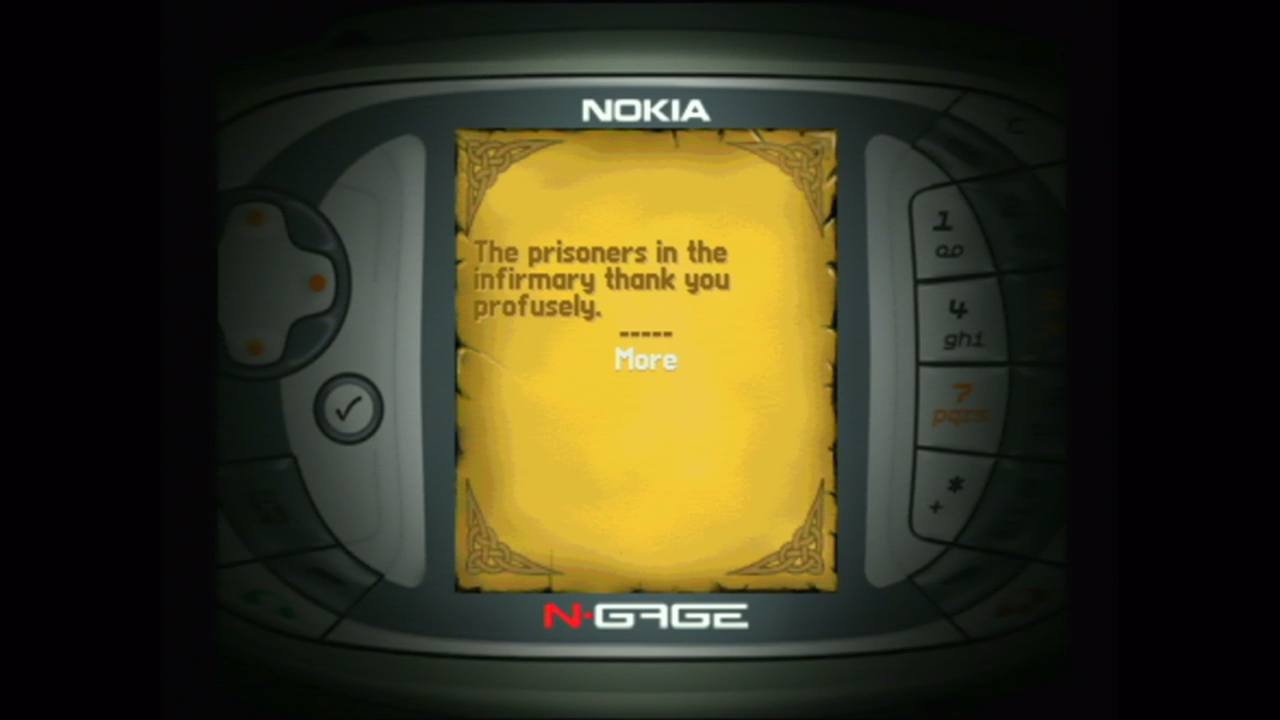 NOKIA
The prisoners in the
infirmary thank you
profusely.
-----
More
N-GAGE
1
4
ghi
7
pqrs
*
+